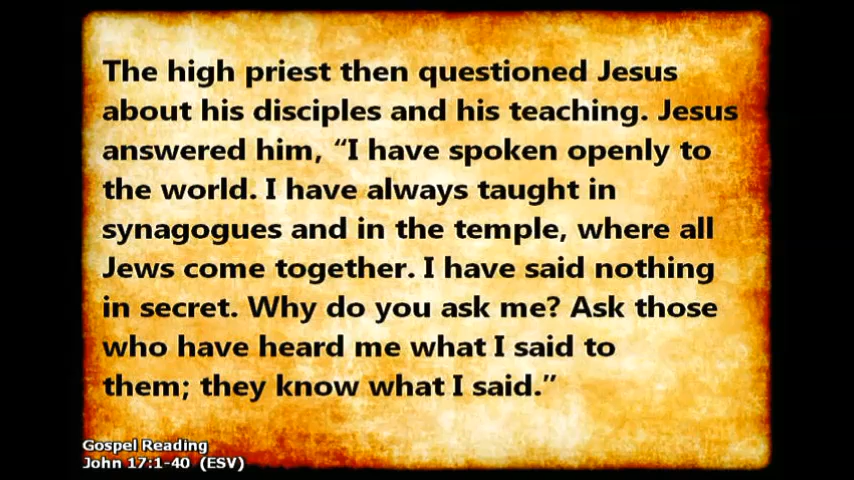 The high priest then questioned Jesus
about his disciples and his teaching. Jesus
answered him, “I have spoken openly to
the world. I have always taught in
synagogues and in the temple, where all
Jews come together. I have said nothing
in secret. Why do you ask me? Ask those
who have heard me what I said to
them; they know what I said.”
Gospel Reading
John 17:1-40 (ESV)